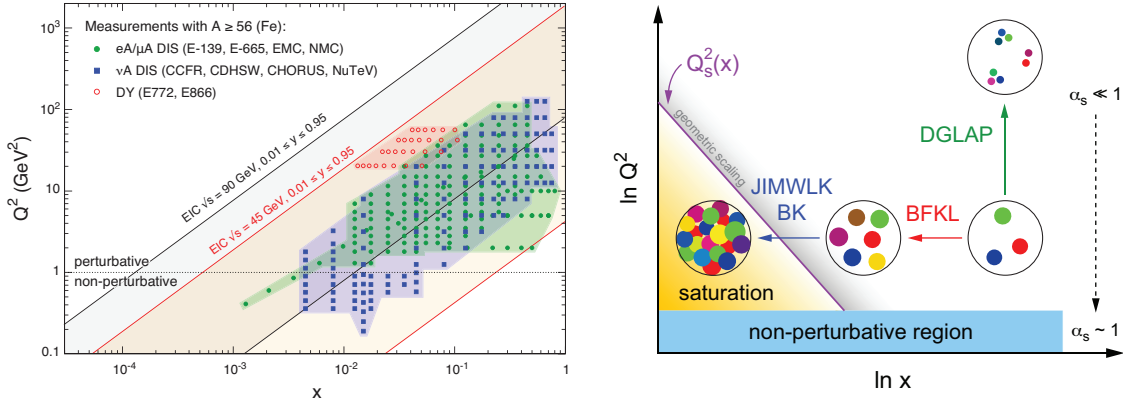 Measurements with A ≥ 56 (Fe):
eA/μA DIS (E-139, E-665, EMC, NMC)
νA DIS (CCFR, CDHSW, CHORUS, NuTeV)
DY (E772, E866)
EIC √s = 90 GeV, 0.01 ≤ y ≤ 0.95
EIC √s = 45 GeV, 0.01 ≤ y ≤ 0.95
perturbative
non-perturbative
Q² (GeV²)
10³
10²
10
1
0.1
10⁻⁴
10⁻³
10⁻²
10⁻¹
1
x
ln Q²
Q²ₛ(x)
geometric scaling
αₛ ≪ 1
DGLAP
JIMWLK
BK
BFKL
saturation
non-perturbative region
αₛ ~ 1
ln x